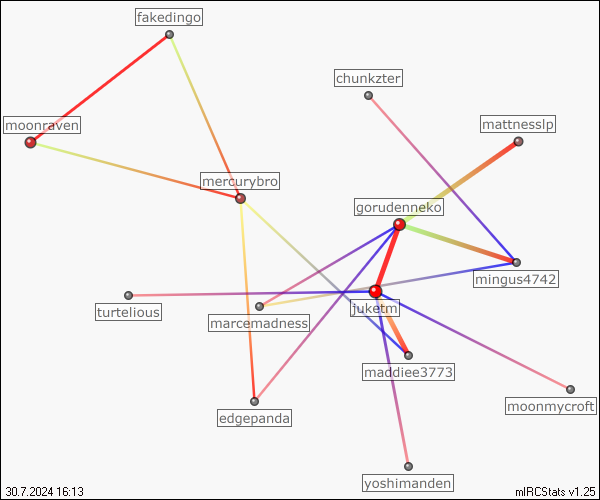 fakedingo
chunkzter
moonraven
mattnesslp
mercurybro
gorudenneko
mingus4742
turtelious
marcemadness
juketm
maddiee3773
edgepanda
moonmycroft
yoshimanden
30.7.2024 16:13
mIRCStats v1.25